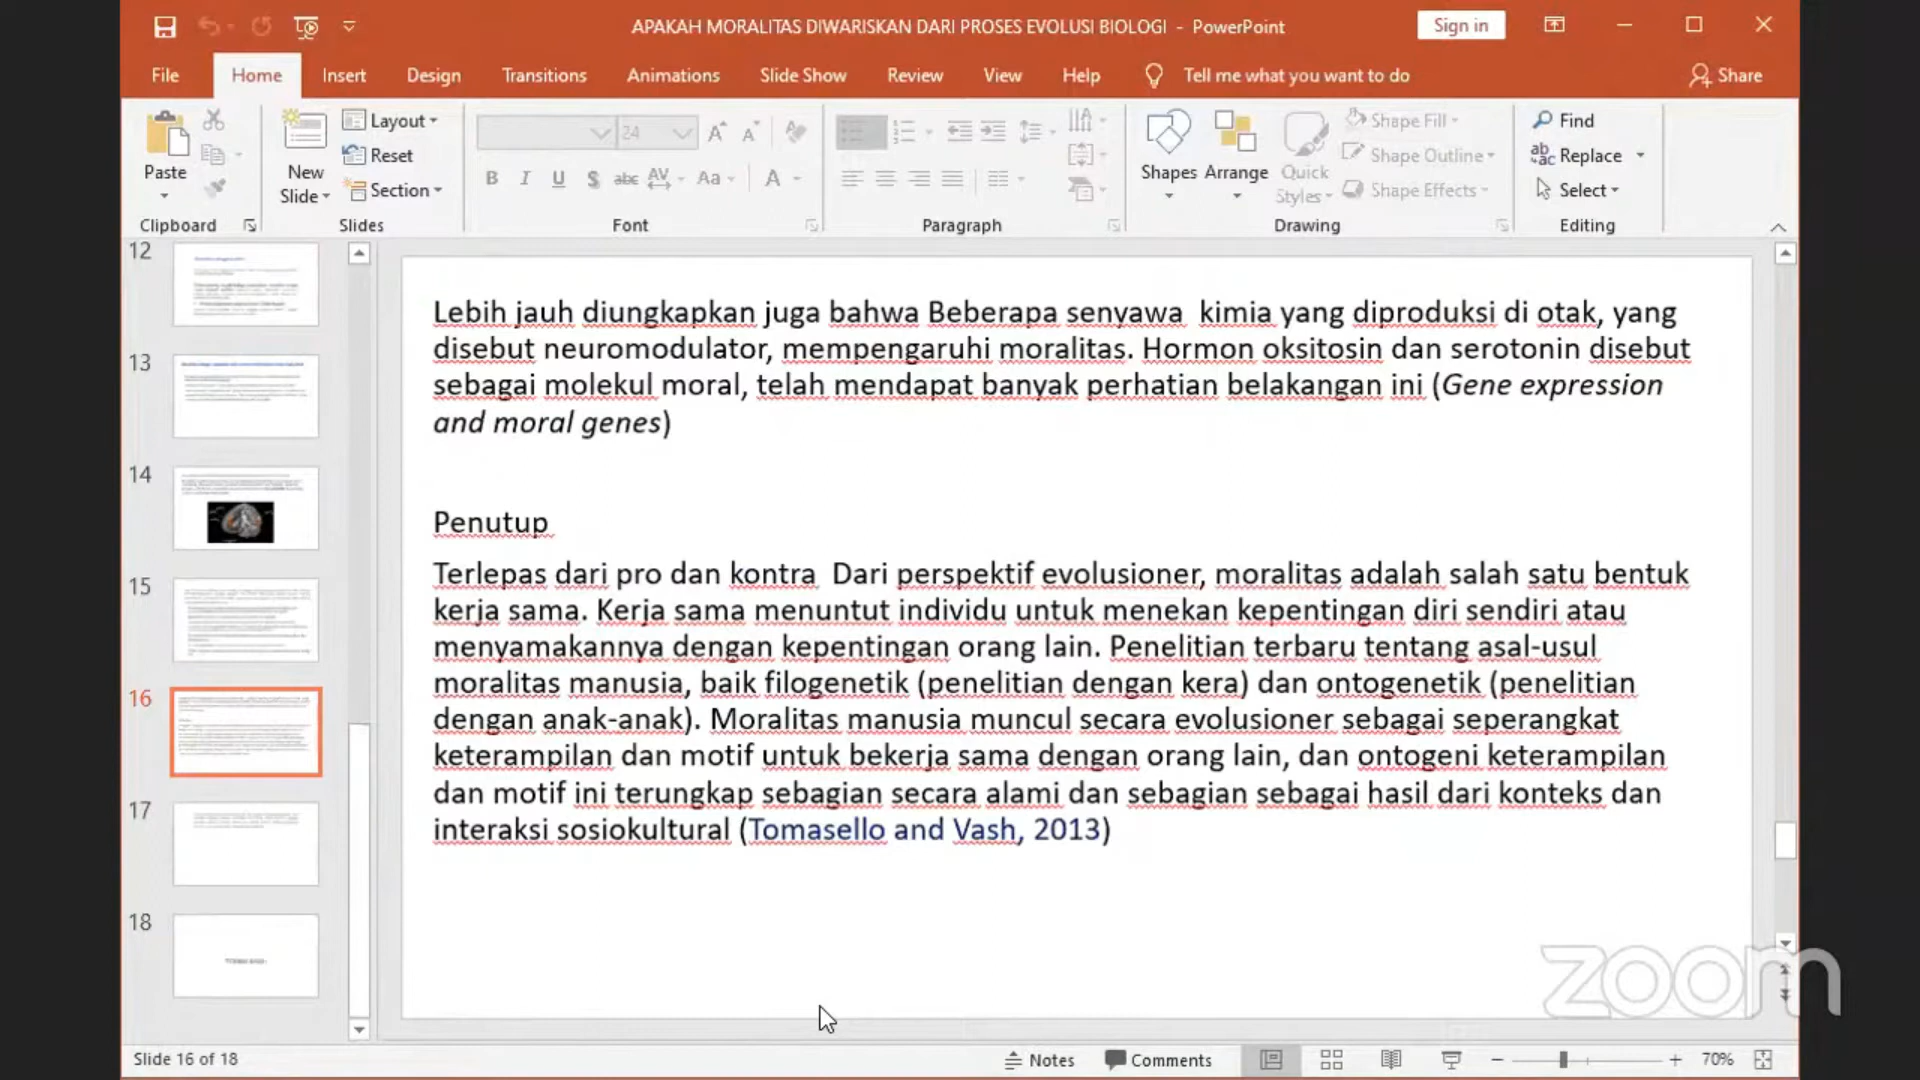 APAKAH MORALITAS DIWARISKAN DARI PROSES EVOLUSI BIOLOGI - PowerPoint
Sign in
File Home Insert Design Transitions Animations Slide Show Review View Help Tell me what you want to do Share
Paste
New Slide
Layout
Reset
Section
24
B I U S abc AV Aa A
Shapes
Arrange
Quick Styles
Shape Fill
Shape Outline
Shape Effects
Find
Replace
Select
Clipboard Slides Font Paragraph Drawing Editing
12
13
14
15
16
17
18
Lebih jauh diungkapkan juga bahwa Beberapa senyawa kimia yang diproduksi di otak, yang
disebut neuromodulator, mempengaruhi moralitas. Hormon oksitosin dan serotonin disebut
sebagai molekul moral, telah mendapat banyak perhatian belakangan ini (Gene expression
and moral genes)
Penutup
Terlepas dari pro dan kontra Dari perspektif evolusioner, moralitas adalah salah satu bentuk
kerja sama. Kerja sama menuntut individu untuk menekan kepentingan diri sendiri atau
menyamakannya dengan kepentingan orang lain. Penelitian terbaru tentang asal-usul
moralitas manusia, baik filogenetik (penelitian dengan kera) dan ontogenetik (penelitian
dengan anak-anak). Moralitas manusia muncul secara evolusioner sebagai seperangkat
keterampilan dan motif untuk bekerja sama dengan orang lain, dan ontogeni keterampilan
dan motif ini terungkap sebagian secara alami dan sebagian sebagai hasil dari konteks dan
interaksi sosiokultural (Tomasello and Vash, 2013)
zoom
Slide 16 of 18
Notes
Comments
70%